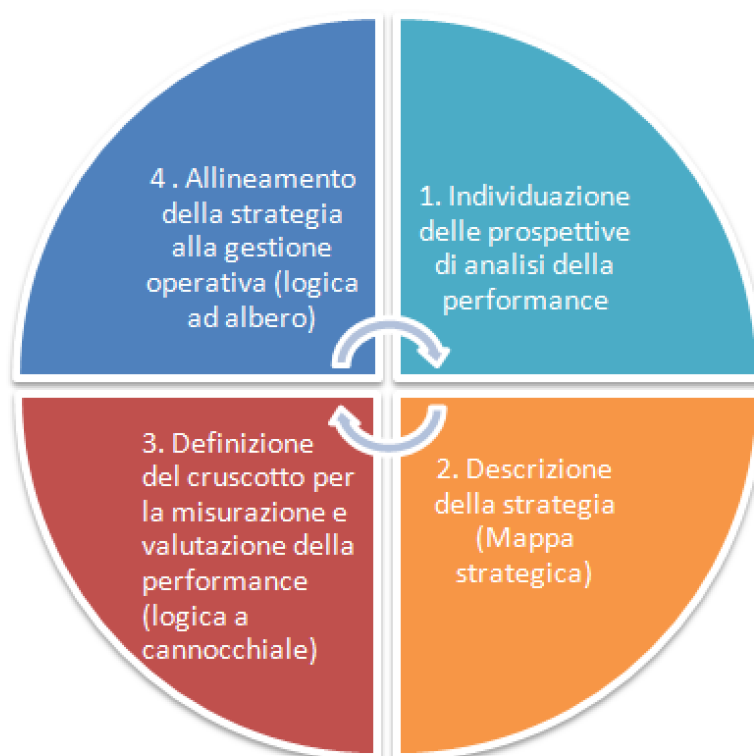 1. Individuazione
delle prospettive
di analisi della
performance
2. Descrizione
della strategia
(Mappa
strategica)
3. Definizione
del cruscotto per
la misurazione e
valutazione della
performance
(logica a
cannocchiale)
4 . Allineamento
della strategia
alla gestione
operativa (logica
ad albero)